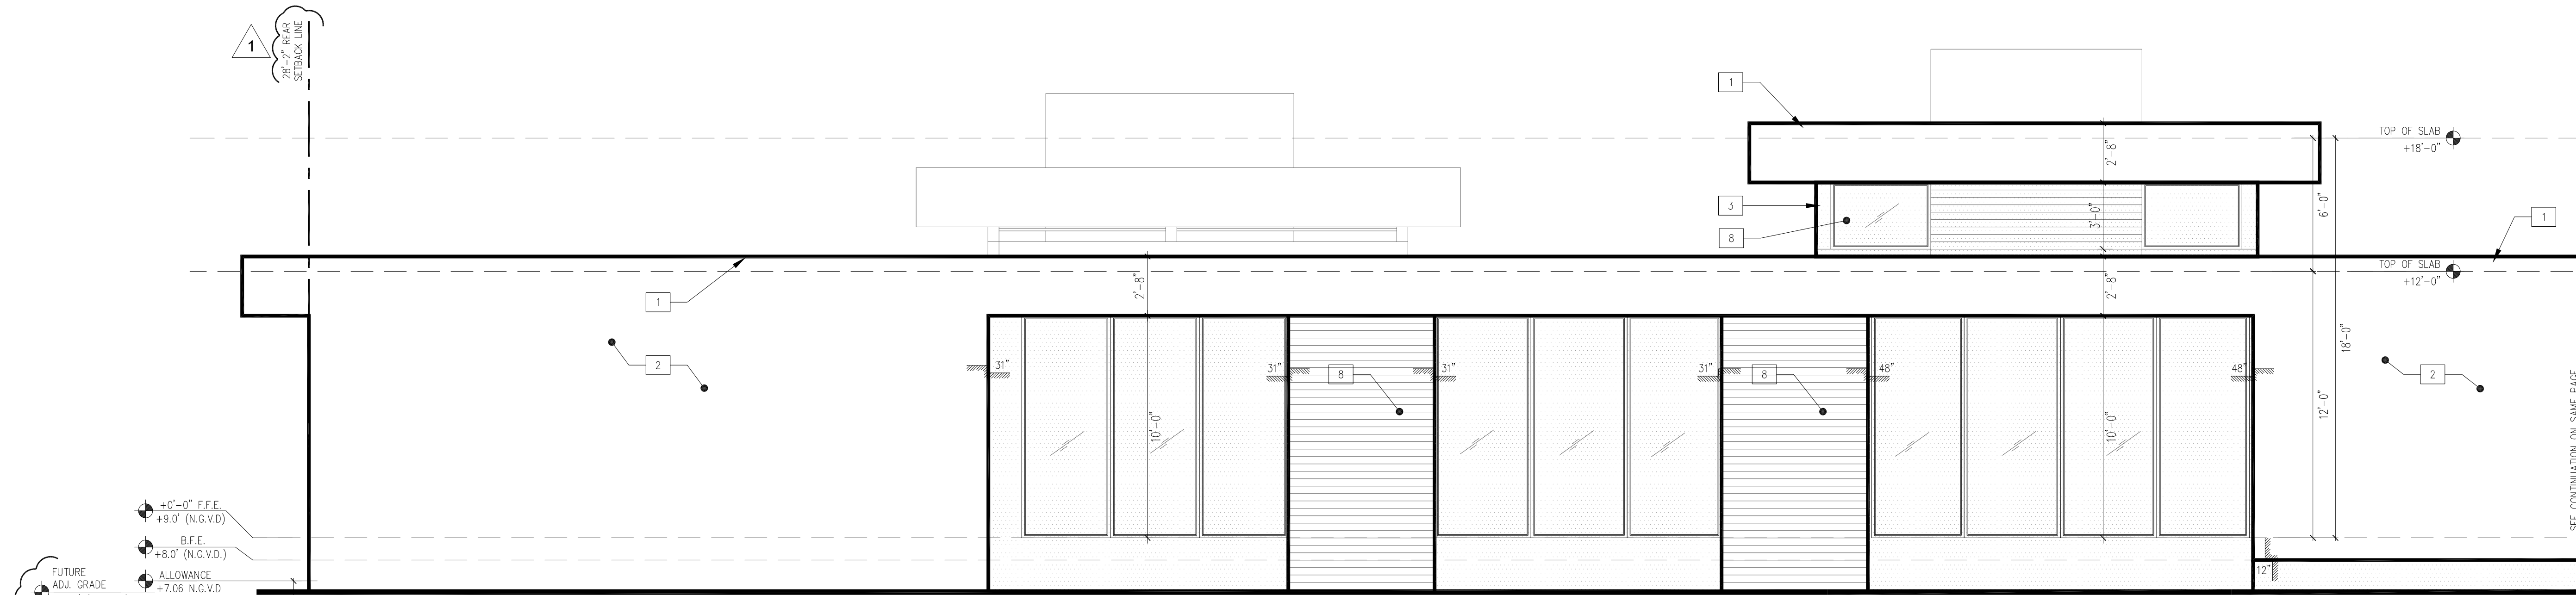 1
28'-2" REAR
SETBACK LINE
1
1
3
8
2'-8"
3'-0"
TOP OF SLAB
+18'-0"
6'-0"
1
TOP OF SLAB
+12'-0"
2'-8"
2'-8"
1
2
18'-0"
31"
31"
8
31"
31"
8
48"
48"
2
12'-0"
10'-0"
10'-0"
SEE CONTINUATION ON SAME PAGE
+0'-0" F.F.E.
+9.0' (N.G.V.D)
B.F.E.
+8.0' (N.G.V.D.)
FUTURE
ADJ. GRADE
ALLOWANCE
+7.06 N.G.V.D
12"